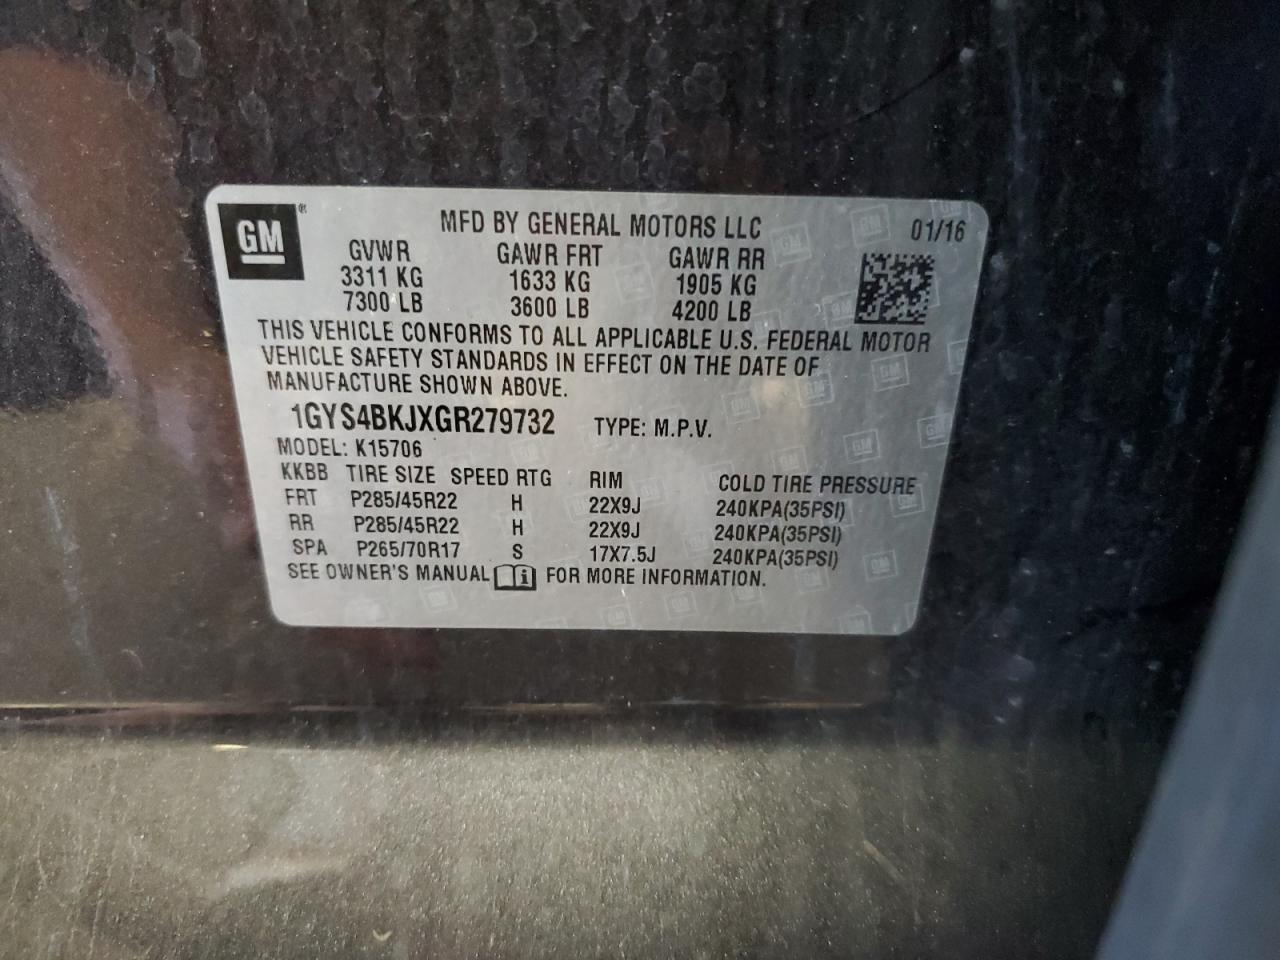 GM®
MFD BY GENERAL MOTORS LLC 01/16
GVWR GAWR FRT GAWR RR
3311 KG 1633 KG 1905 KG
7300 LB 3600 LB 4200 LB
THIS VEHICLE CONFORMS TO ALL APPLICABLE U.S. FEDERAL MOTOR
VEHICLE SAFETY STANDARDS IN EFFECT ON THE DATE OF
MANUFACTURE SHOWN ABOVE.
1GYS4BKJXGR279732 TYPE: M.P.V.
MODEL: K15706
KKBB TIRE SIZE SPEED RTG RIM COLD TIRE PRESSURE
FRT P285/45R22 H 22X9J 240KPA(35PSI)
RR P285/45R22 H 22X9J 240KPA(35PSI)
SPA P265/70R17 S 17X7.5J 240KPA(35PSI)
SEE OWNER'S MANUAL i FOR MORE INFORMATION.